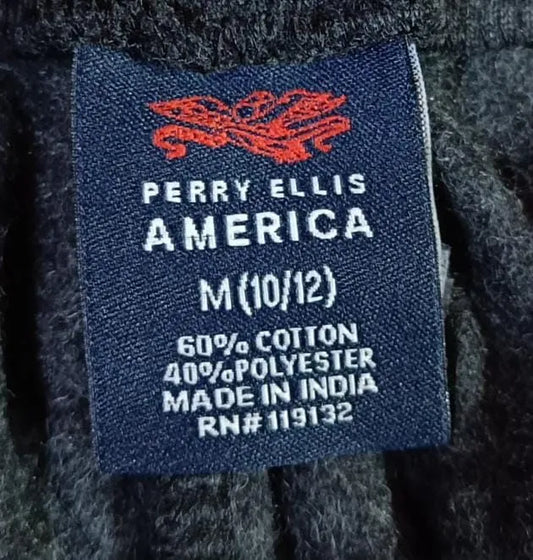 PERRY ELLIS
AMERICA
M (10/12)
60% COTTON
40% POLYESTER
MADE IN INDIA
RN# 119132